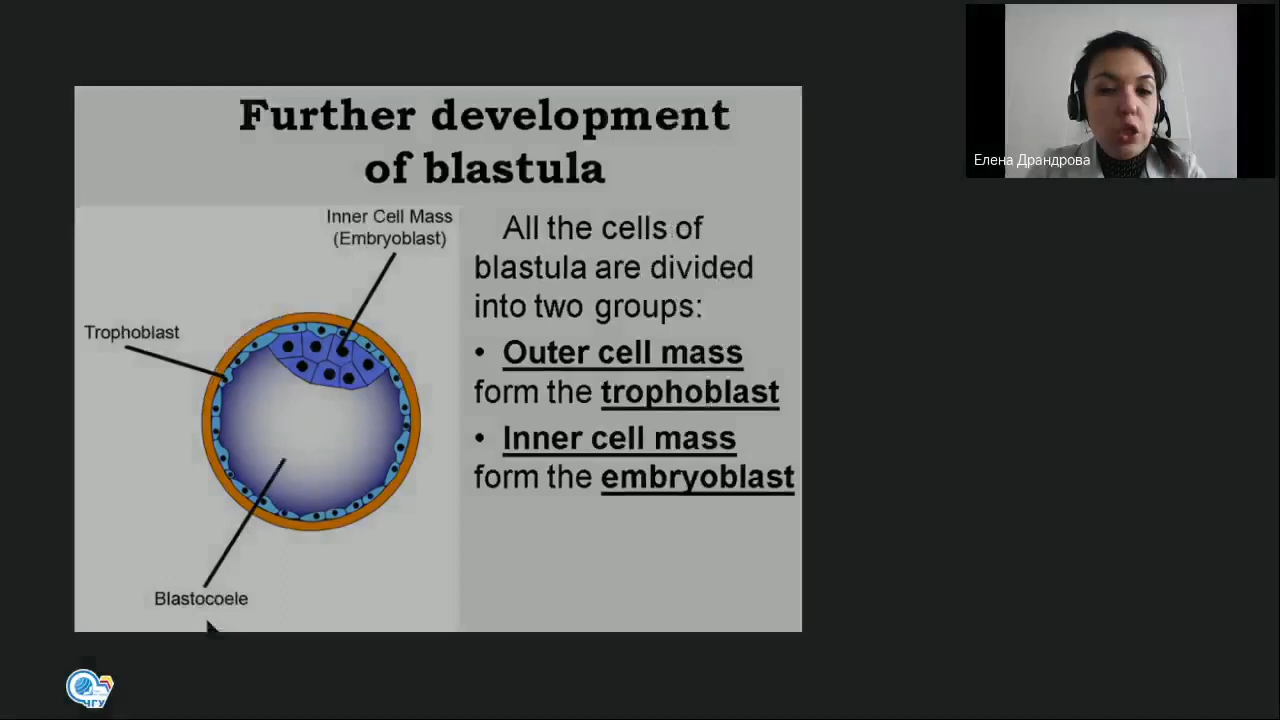 Further development
of blastula
Inner Cell Mass
(Embryoblast)
Trophoblast
Blastocoele
All the cells of
blastula are divided
into two groups:
• Outer cell mass
form the trophoblast
• Inner cell mass
form the embryoblast
Елена Драндрова
ЧГУ